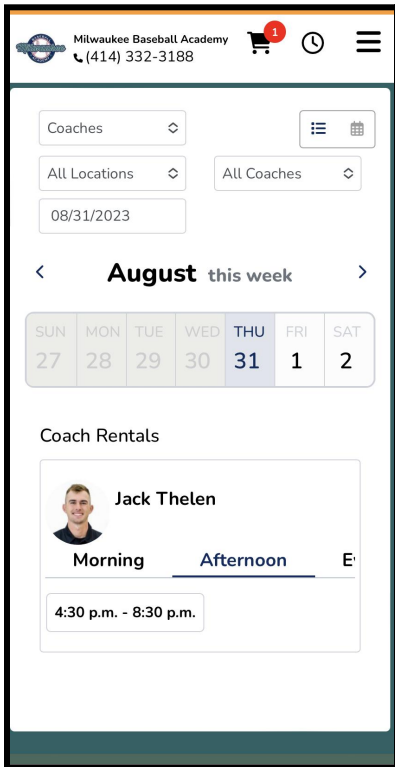 Milwaukee Baseball Academy
(414) 332-3188
1
Coaches
All Locations
All Coaches
08/31/2023
August this week
SUN MON TUE WED THU FRI SAT
27 28 29 30 31 1 2
Coach Rentals
Jack Thelen
Morning Afternoon
4:30 p.m. - 8:30 p.m.